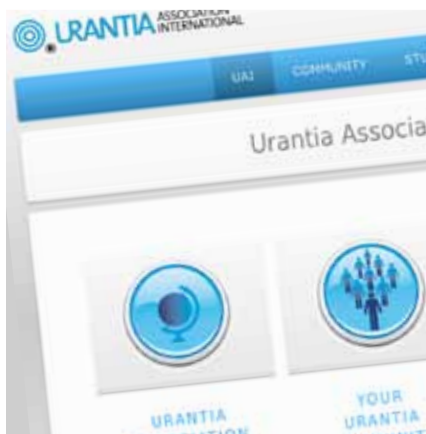 URANTIA ASSOCIATION INTERNATIONAL
UAI COMMUNITY
Urantia Associa
URANTIA
YOUR
URANTIA